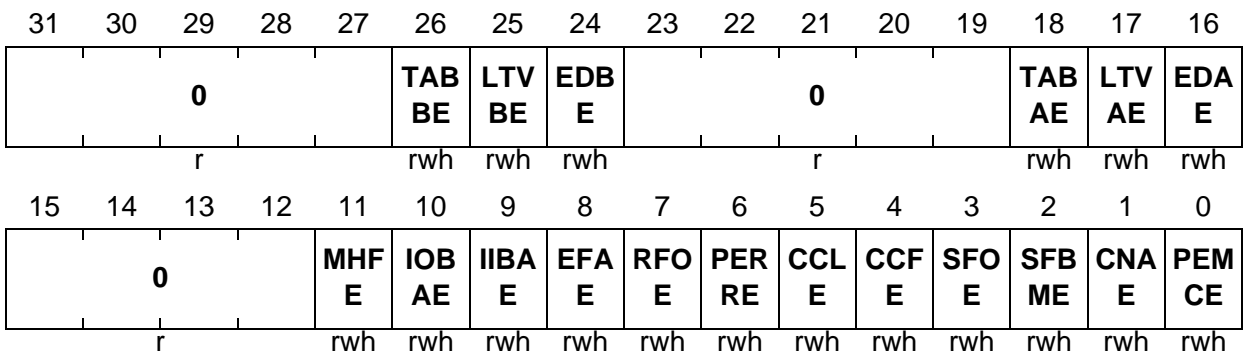 31 30 29 28 27 26 25 24 23 22 21 20 19 18 17 16
0 TAB LTV EDB 0 TAB LTV EDA
BE BE E AE AE E
r rwh rwh rwh r rwh rwh rwh
15 14 13 12 11 10 9 8 7 6 5 4 3 2 1 0
0 MHF IOB IIBA EFA RFO PER CCL CCF SFO SFB CNA PEM
E AE E E E RE E E E ME E CE
r rwh rwh rwh rwh rwh rwh rwh rwh rwh rwh rwh rwh